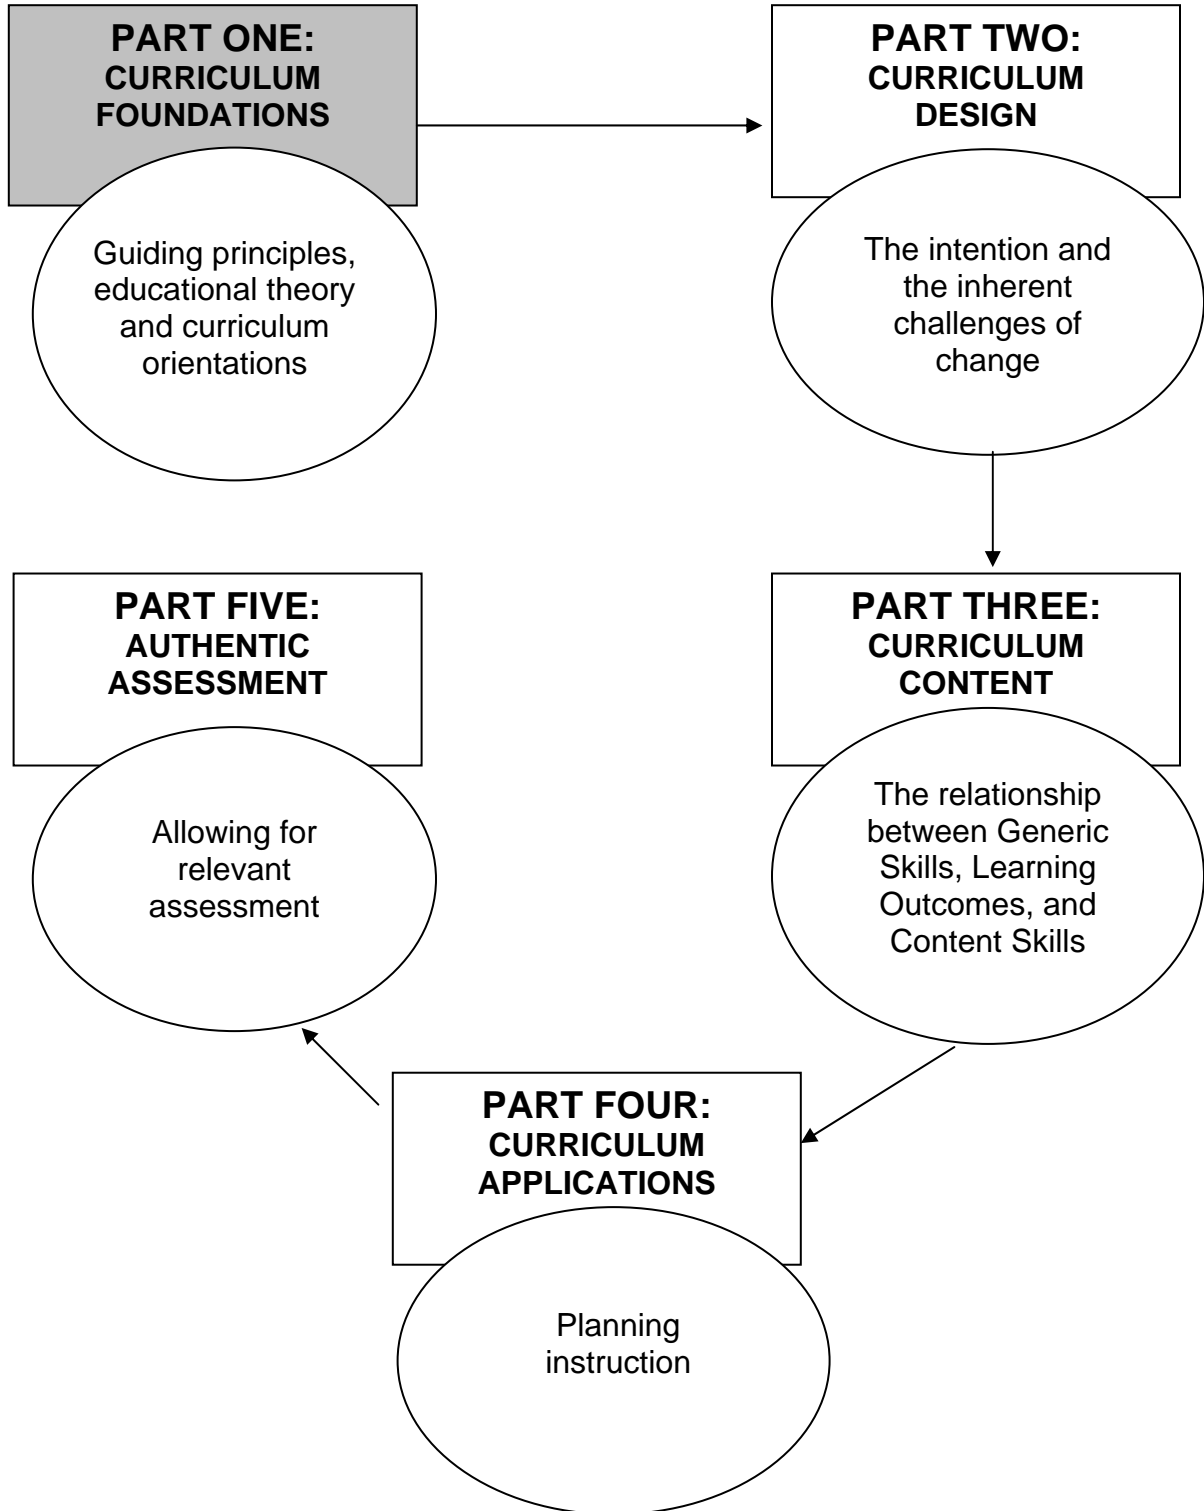 PART ONE:
CURRICULUM
FOUNDATIONS
Guiding principles,
educational theory
and curriculum
orientations
PART TWO:
CURRICULUM
DESIGN
The intention and
the inherent
challenges of
change
PART THREE:
CURRICULUM
CONTENT
The relationship
between Generic
Skills, Learning
Outcomes, and
Content Skills
PART FOUR:
CURRICULUM
APPLICATIONS
Planning
instruction
PART FIVE:
AUTHENTIC
ASSESSMENT
Allowing for
relevant
assessment